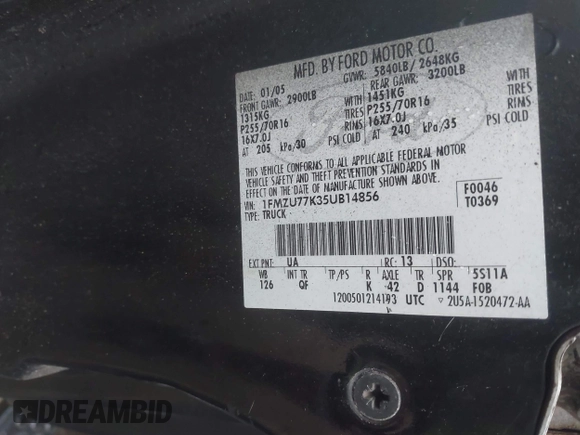 MFD. BY FORD MOTOR CO.
DATE: 01/05 GVWR: 5840LB/ 2648KG
FRONT GAWR: 2900LB REAR GAWR: 3200LB
1315KG 1451KG WITH
P255/70R16 TIRES P255/70R16 TIRES
16X7.0J RIMS 16X7.0J RIMS
AT 205 kPa/30 PSI COLD AT 240 kPa/35 PSI COLD
THIS VEHICLE CONFORMS TO ALL APPLICABLE FEDERAL MOTOR
VEHICLE SAFETY AND THEFT PREVENTION STANDARDS IN EFFECT
ON THE DATE OF MANUFACTURE SHOWN ABOVE.
VIN: 1FMZU77K35UB14856 F0046
TYPE: TRUCK T0369
EXT PNT: UA RC: 13 DSO:
WB INT TR TP/PS R AXLE TR SPR 5S11A
126 QF K 42 D 1144 FOB
1200501214193 UTC ▽ 2U5A-1520472-AA
Ford
DREAMBID